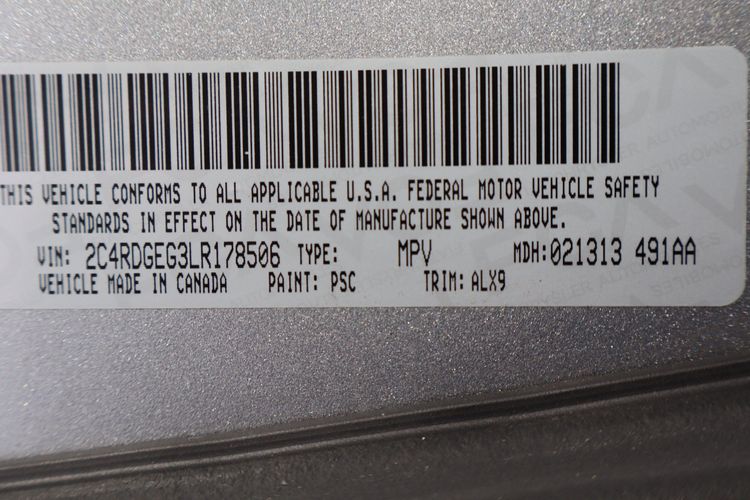 THIS VEHICLE CONFORMS TO ALL APPLICABLE U.S.A. FEDERAL MOTOR VEHICLE SAFETY
STANDARDS IN EFFECT ON THE DATE OF MANUFACTURE SHOWN ABOVE.
VIN: 2C4RDGEG3LR178506 TYPE: MPV MDH: 021313 491AA
VEHICLE MADE IN CANADA PAINT: PSC TRIM: ALX9